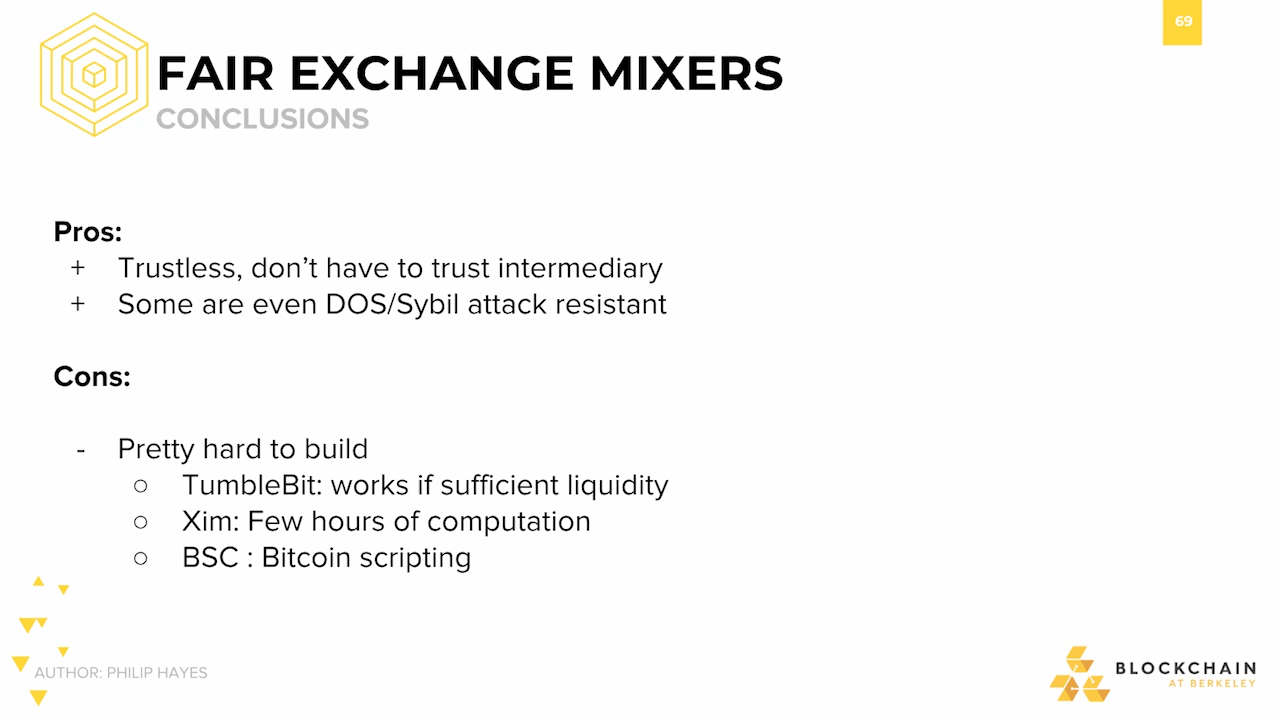 69
FAIR EXCHANGE MIXERS
CONCLUSIONS
Pros:
+ Trustless, don’t have to trust intermediary
+ Some are even DOS/Sybil attack resistant
Cons:
- Pretty hard to build
○ TumbleBit: works if sufficient liquidity
○ Xim: Few hours of computation
○ BSC : Bitcoin scripting
AUTHOR: PHILIP HAYES
BLOCKCHAIN
AT BERKELEY